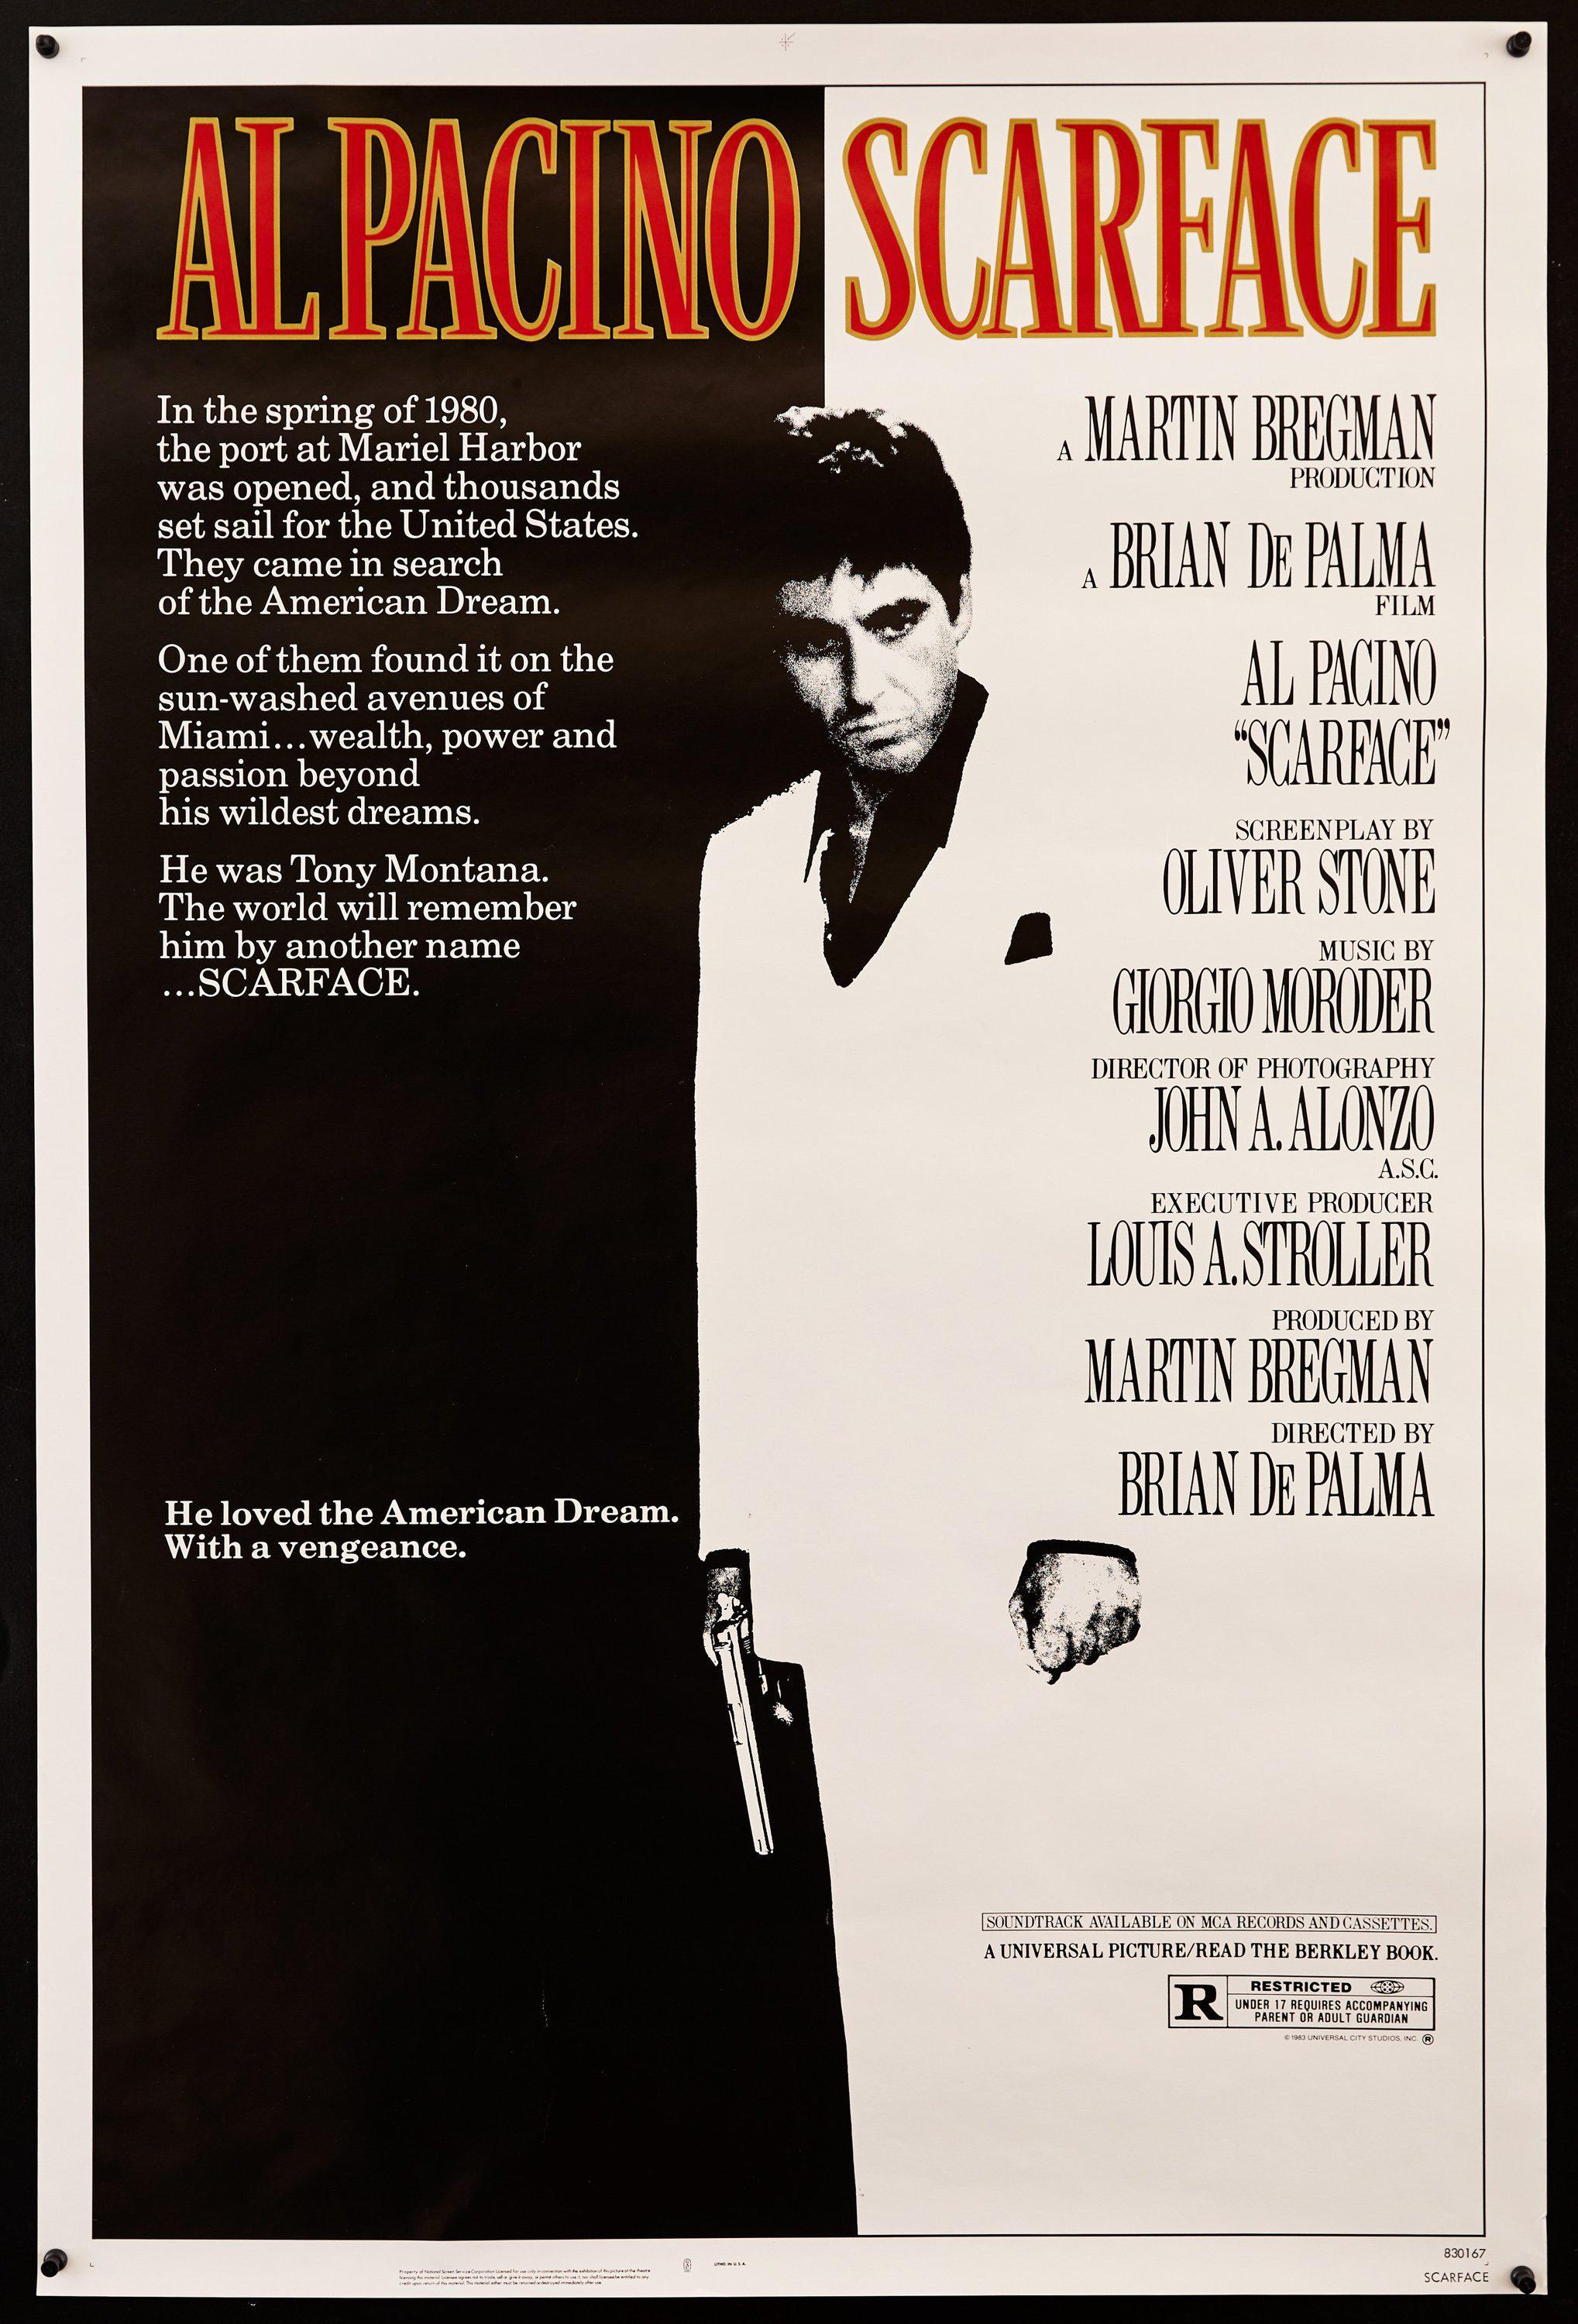 AL PACINO SCARFACE
In the spring of 1980,
the port at Mariel Harbor
was opened, and thousands
set sail for the United States.
They came in search
of the American Dream.
One of them found it on the
sun-washed avenues of
Miami...wealth, power and
passion beyond
his wildest dreams.
He was Tony Montana.
The world will remember
him by another name
...SCARFACE.
He loved the American Dream.
With a vengeance.
A MARTIN BREGMAN
PRODUCTION
A BRIAN DE PALMA
FILM
AL PACINO
“SCARFACE”
SCREENPLAY BY
OLIVER STONE
MUSIC BY
GIORGIO MORODER
DIRECTOR OF PHOTOGRAPHY
JOHN A. ALONZO
A.S.C.
EXECUTIVE PRODUCER
LOUIS A. STROLLER
PRODUCED BY
MARTIN BREGMAN
DIRECTED BY
BRIAN DE PALMA
SOUNDTRACK AVAILABLE ON MCA RECORDS AND CASSETTES.
A UNIVERSAL PICTURE/READ THE BERKLEY BOOK.
R RESTRICTED
UNDER 17 REQUIRES ACCOMPANYING
PARENT OR ADULT GUARDIAN
© 1983 UNIVERSAL CITY STUDIOS, INC. ®
LITHO IN U.S.A.
830167
SCARFACE